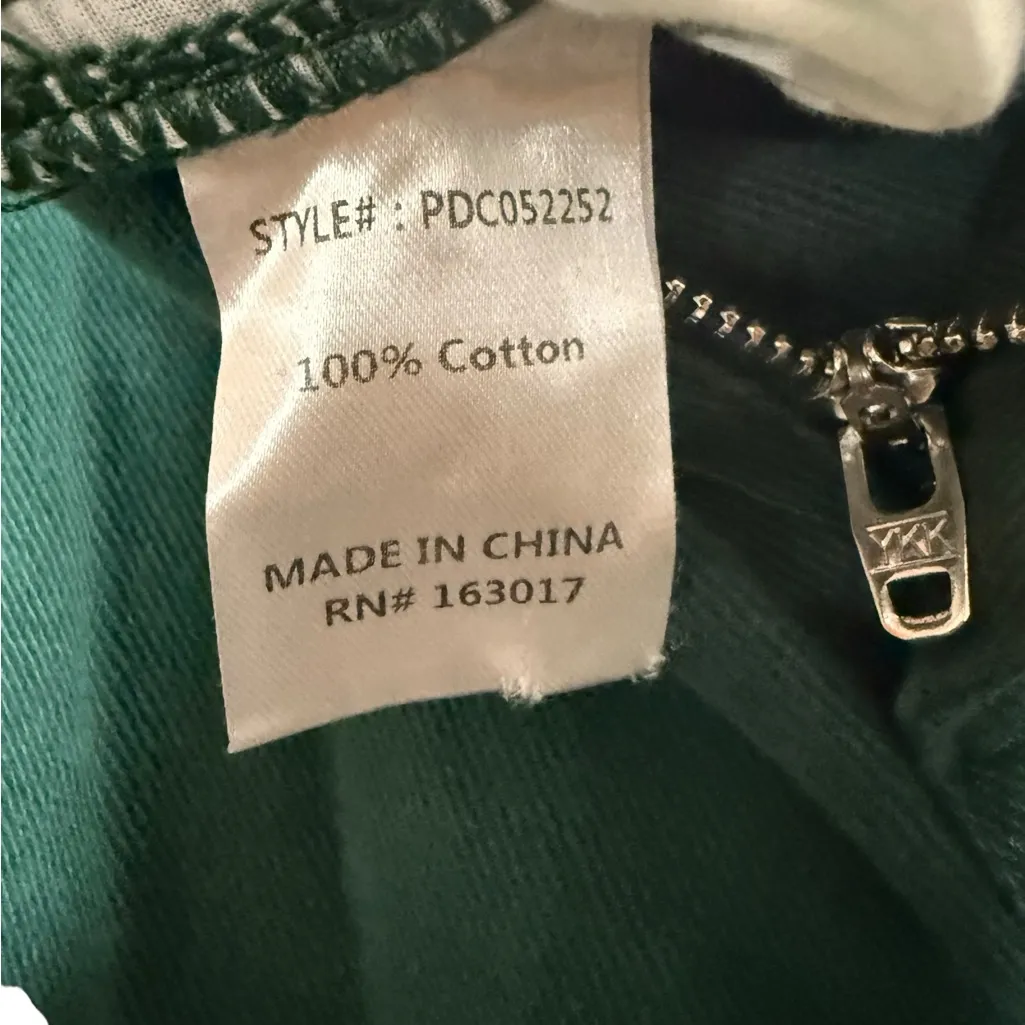 STYLE# : PDC052252
100% Cotton
MADE IN CHINA
RN# 163017
YKK